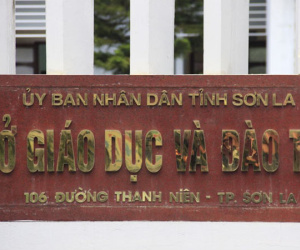 ỦY BAN NHÂN DÂN TỈNH SƠN LA
Ở GIÁO DỤC VÀ ĐÀO T
106 ĐƯỜNG THANH NIÊN - TP. SƠN LA